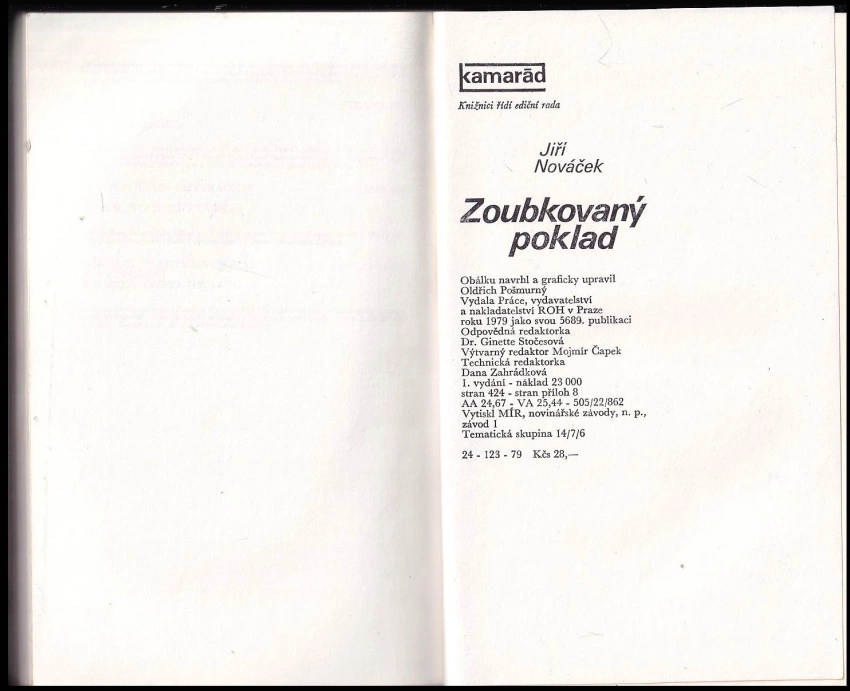 kamarád
Knižnici řídí ediční rada
Jiří
Nováček
Zoubkovaný
poklad
Obálku navrhl a graficky upravil
Oldřich Pošmurný
Vydala Práce, vydavatelství
a nakladatelství ROH v Praze
roku 1979 jako svou 5689. publikaci
Odpovědná redaktorka
Dr. Ginette Stočesová
Výtvarný redaktor Mojmír Čapek
Technická redaktorka
Dana Zahrádková
1. vydání - náklad 23 000
stran 424 - stran příloh 8
AA 24,67 - VA 25,44 - 505/22/862
Vytiskl MÍR, novinářské závody, n. p.,
závod 1
Tematická skupina 14/7/6
24 - 123 - 79 Kčs 28,—